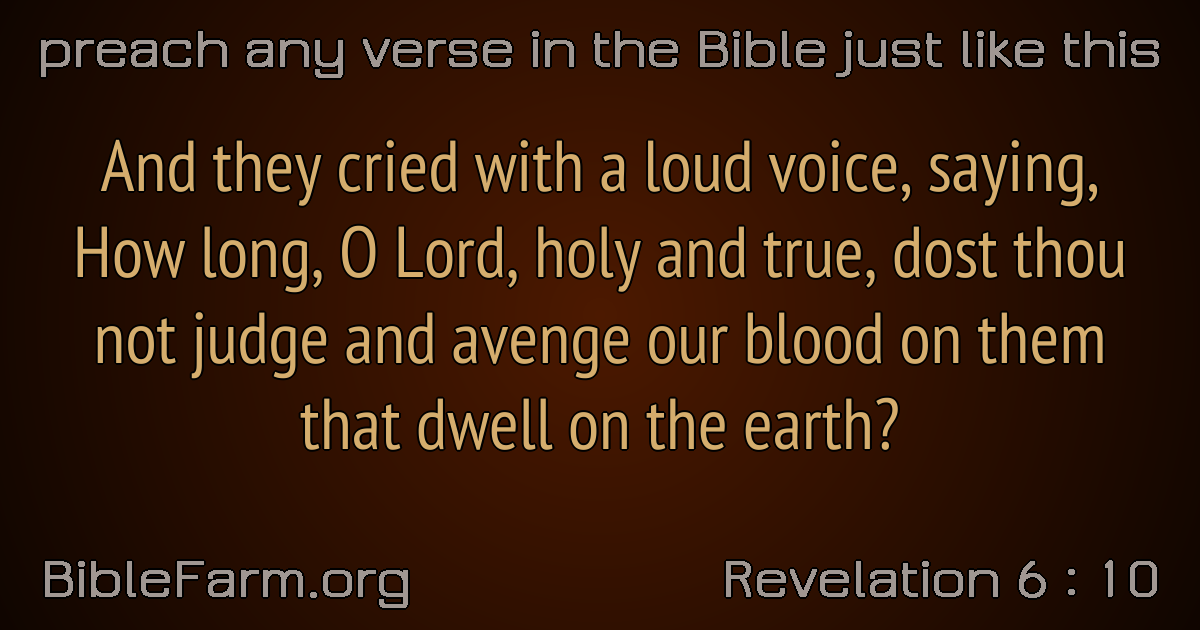 preach any verse in the Bible just like this
And they cried with a loud voice, saying,
How long, O Lord, holy and true, dost thou
not judge and avenge our blood on them
that dwell on the earth?
BibleFarm.org
Revelation 6 : 10